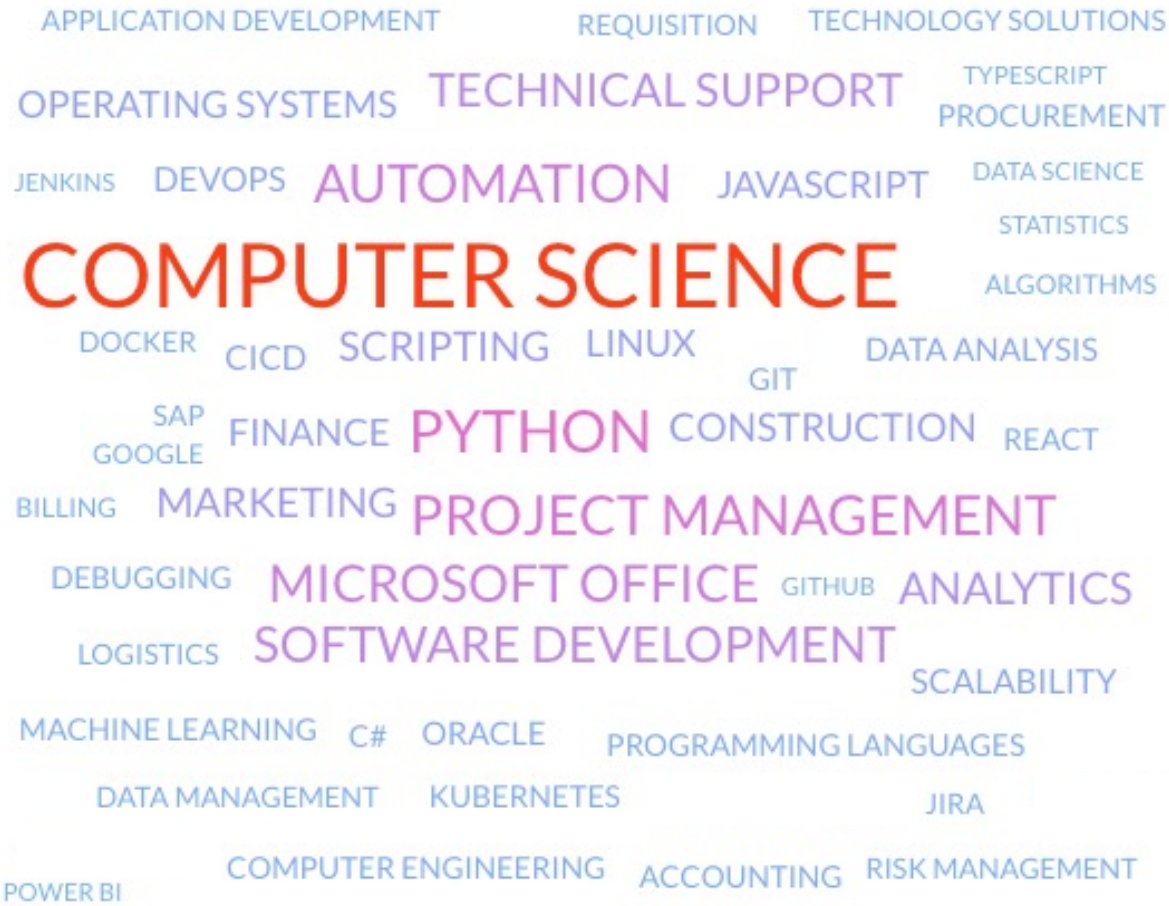 APPLICATION DEVELOPMENT REQUISITION TECHNOLOGY SOLUTIONS
OPERATING SYSTEMS TECHNICAL SUPPORT TYPESCRIPT
PROCUREMENT
JENKINS DEVOPS AUTOMATION JAVASCRIPT DATA SCIENCE
STATISTICS
COMPUTER SCIENCE ALGORITHMS
DOCKER CICD SCRIPTING LINUX DATA ANALYSIS
GIT
SAP FINANCE PYTHON CONSTRUCTION REACT
GOOGLE
BILLING MARKETING PROJECT MANAGEMENT
DEBUGGING MICROSOFT OFFICE GITHUB ANALYTICS
LOGISTICS SOFTWARE DEVELOPMENT
SCALABILITY
MACHINE LEARNING C# ORACLE PROGRAMMING LANGUAGES
DATA MANAGEMENT KUBERNETES JIRA
COMPUTER ENGINEERING ACCOUNTING RISK MANAGEMENT
POWER BI